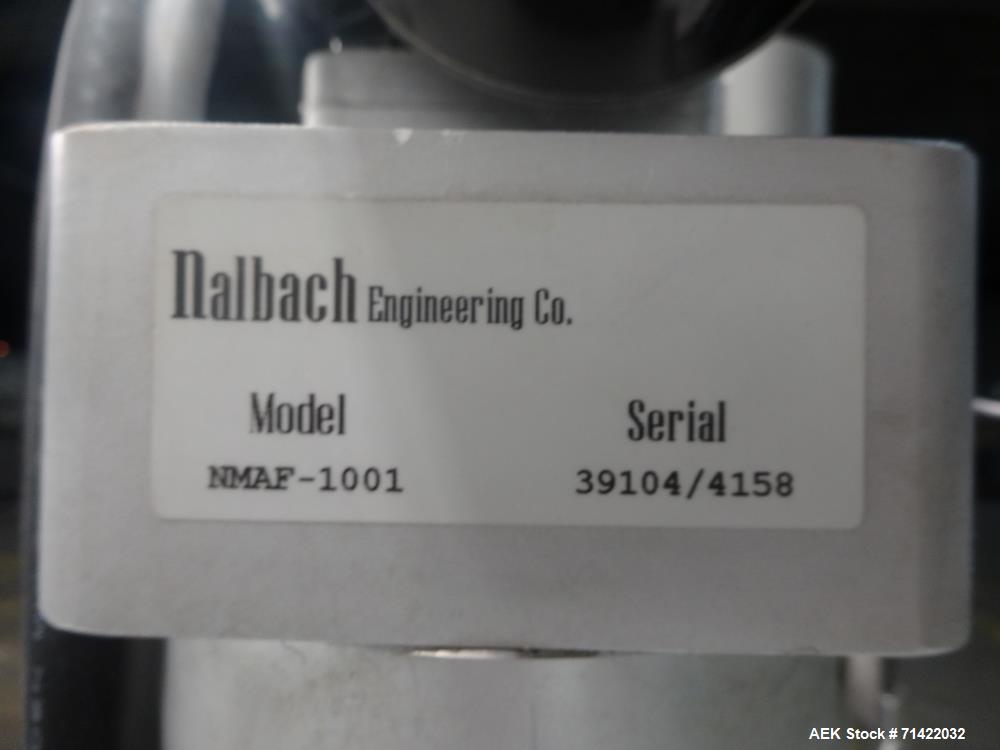 Nalbach Engineering Co.
Model Serial
NMAF-1001 39104/4158
AEK Stock # 71422032